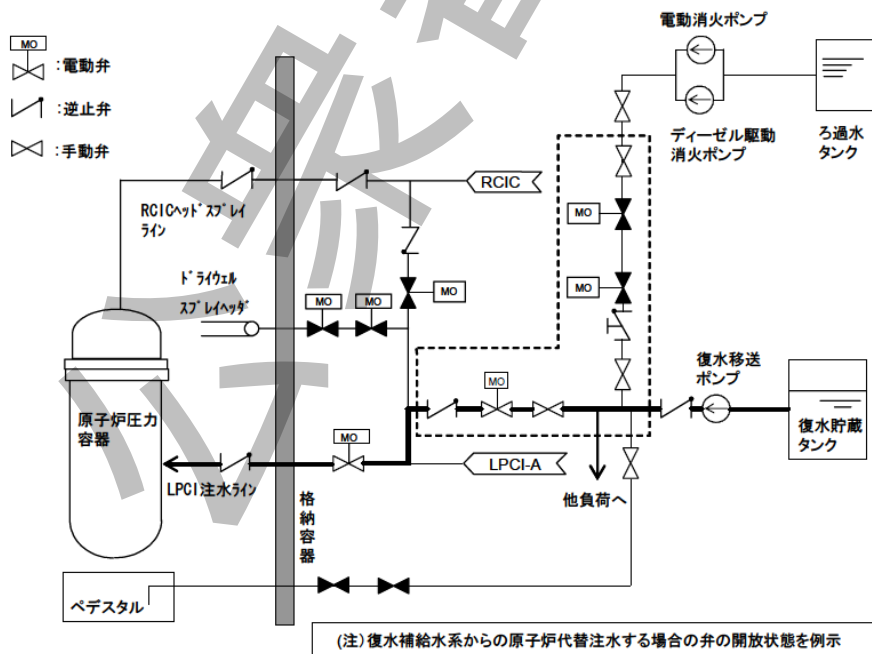 電動消火ポンプ
MO
:電動弁
:逆止弁
:手動弁
ディーゼル駆動
消火ポンプ
ろ過水
タンク
RCIC
RCICヘッドスプレイ
ライン
MO
MO
MO
MO
MO
ドライウェル
スプレイヘッダ
MO
MO
復水移送
ポンプ
復水貯蔵
タンク
原子炉圧力
容器
LPCI-A
LPCI注水ライン
他負荷へ
格納容器
ペデスタル
(注)復水補給水系からの原子炉代替注水する場合の弁の開放状態を例示